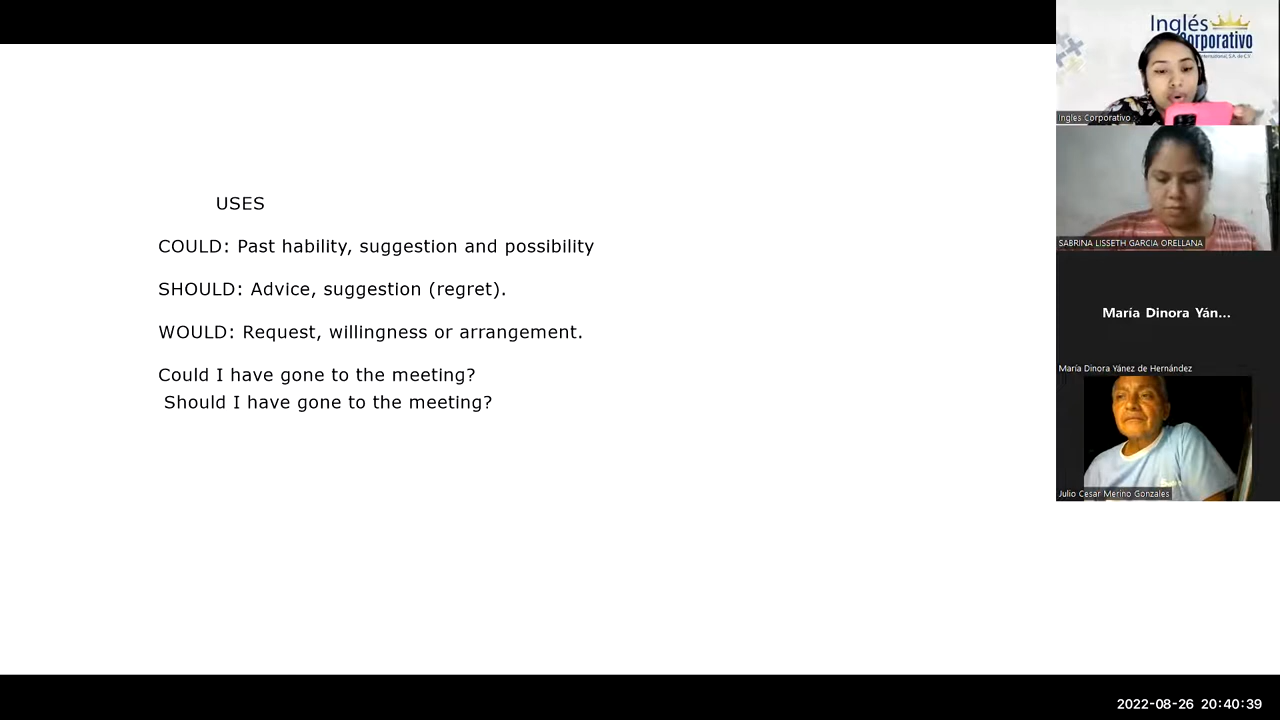 USES
COULD: Past hability, suggestion and possibility
SHOULD: Advice, suggestion (regret).
WOULD: Request, willingness or arrangement.
Could I have gone to the meeting?
Should I have gone to the meeting?
Inglés
Corporativo
Ingles Corporativo
SABRINA LISSETH GARCIA ORELLANA
María Dinora Yán...
María Dinora Yánez de Hernández
Julio Cesar Merino Gonzales
2022-08-26 20:40:39